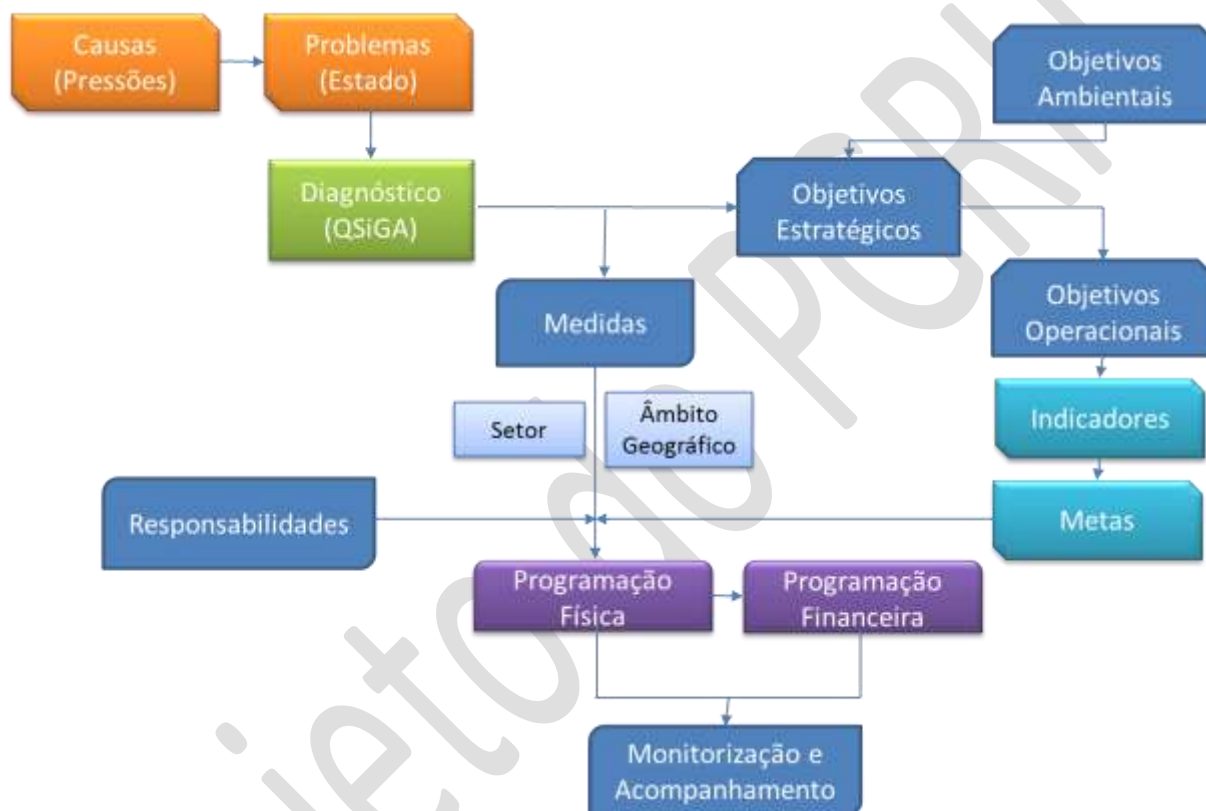 Causas
(Pressões)
Problemas
(Estado)
Objetivos
Ambientais
Diagnóstico
(QSiGA)
Objetivos
Estratégicos
Medidas
Objetivos
Operacionais
Setor
Âmbito
Geográfico
Indicadores
Responsabilidades
Metas
Programação
Física
Programação
Financeira
Monitorização e
Acompanhamento